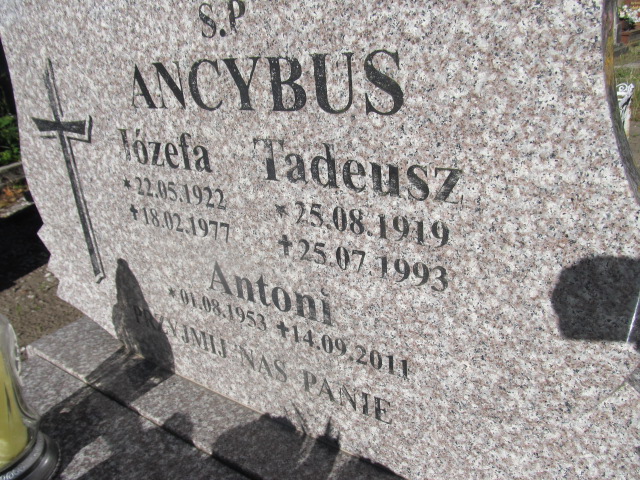 Ś.P
ANCYBUS
Józefa Tadeusz
*22.05.1922 *25.08.1919
+18.02.1977 +25.07.1993
Antoni
*01.08.1953 +14.09.2011
PRZYJMIJ NAS PANIE